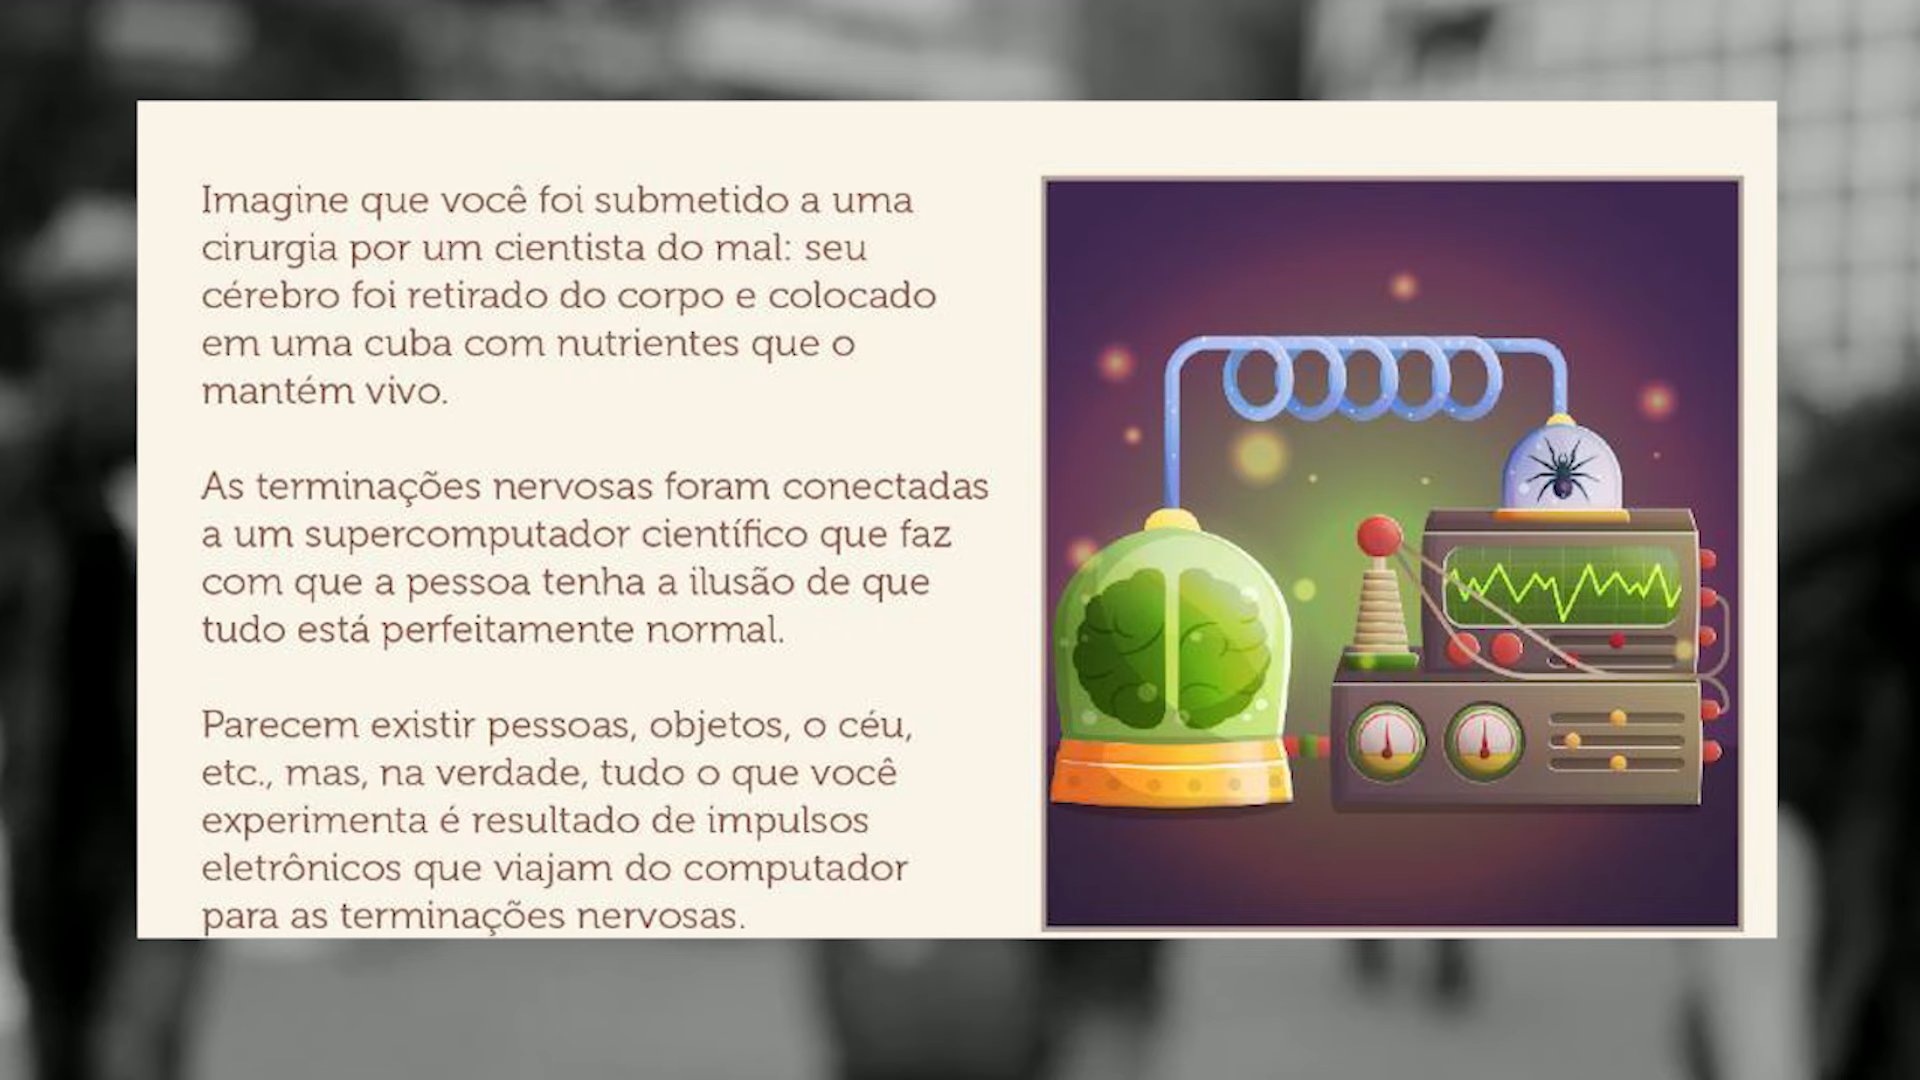 Imagine que você foi submetido a uma
cirurgia por um cientista do mal: seu
cérebro foi retirado do corpo e colocado
em uma cuba com nutrientes que o
mantém vivo.
As terminações nervosas foram conectadas
a um supercomputador científico que faz
com que a pessoa tenha a ilusão de que
tudo está perfeitamente normal.
Parecem existir pessoas, objetos, o céu,
etc., mas, na verdade, tudo o que você
experimenta é resultado de impulsos
eletrônicos que viajam do computador
para as terminações nervosas.